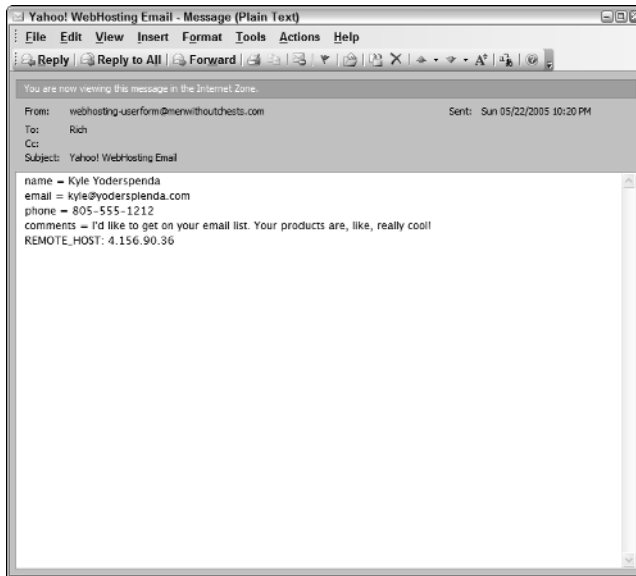 Yahoo! WebHosting Email - Message (Plain Text)
File Edit View Insert Format Tools Actions Help
Reply Reply to All Forward
You are now viewing this message in the Internet Zone.
From: webhosting-userform@menwithoutchests.com Sent: Sun 05/22/2005 10:20 PM
To: Rich
Cc:
Subject: Yahoo! WebHosting Email
name = Kyle Yoderspenda
email = kyle@yodersplenda.com
phone = 805-555-1212
comments = I'd like to get on your email list. Your products are, like, really cool!
REMOTE_HOST: 4.156.90.36